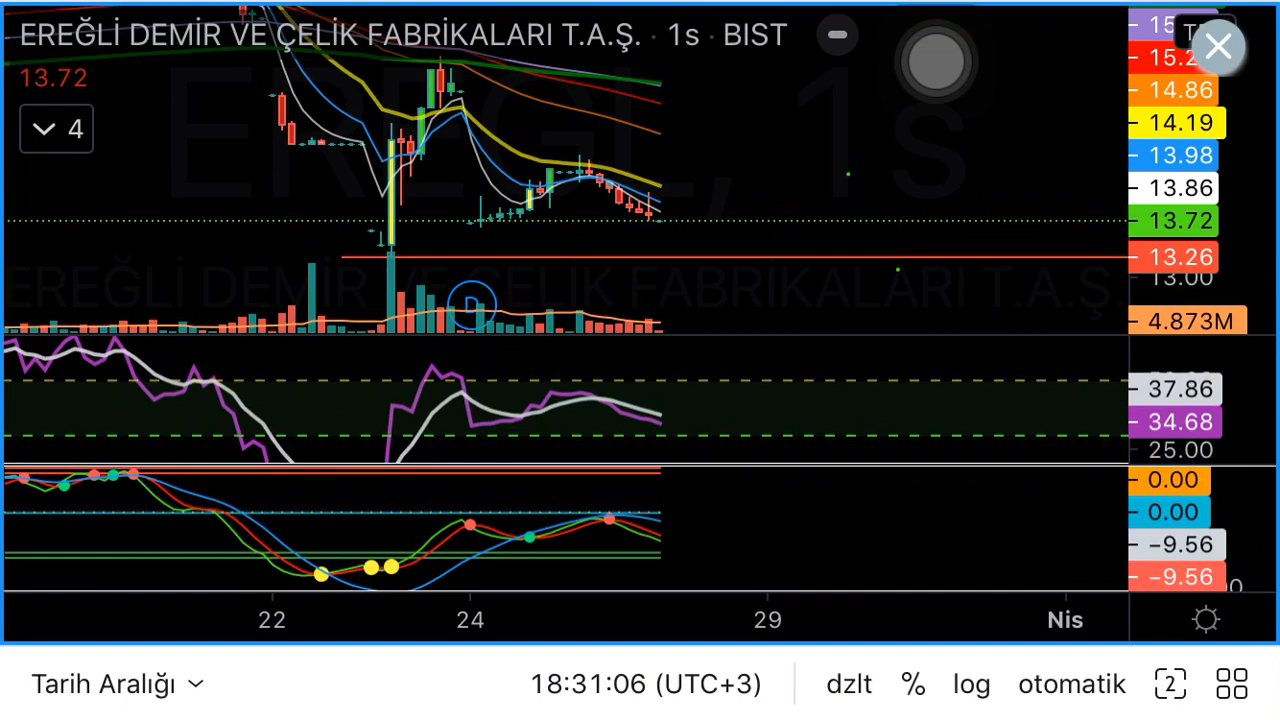 EREĞLİ DEMİR VE ÇELİK FABRİKALARI T.A.Ş. · 1s · BIST
13.72
4
EREĞLİ, 1s
EREĞLİ DEMİR VE ÇELİK FABRİKALARI T.A.Ş.
D
15.2
14.86
14.19
13.98
13.86
13.72
13.26
13.00
4.873M
37.86
34.68
25.00
0.00
0.00
−9.56
−9.56
22 24 29 Nis
Tarih Aralığı 18:31:06 (UTC+3) dzlt % log otomatik 2